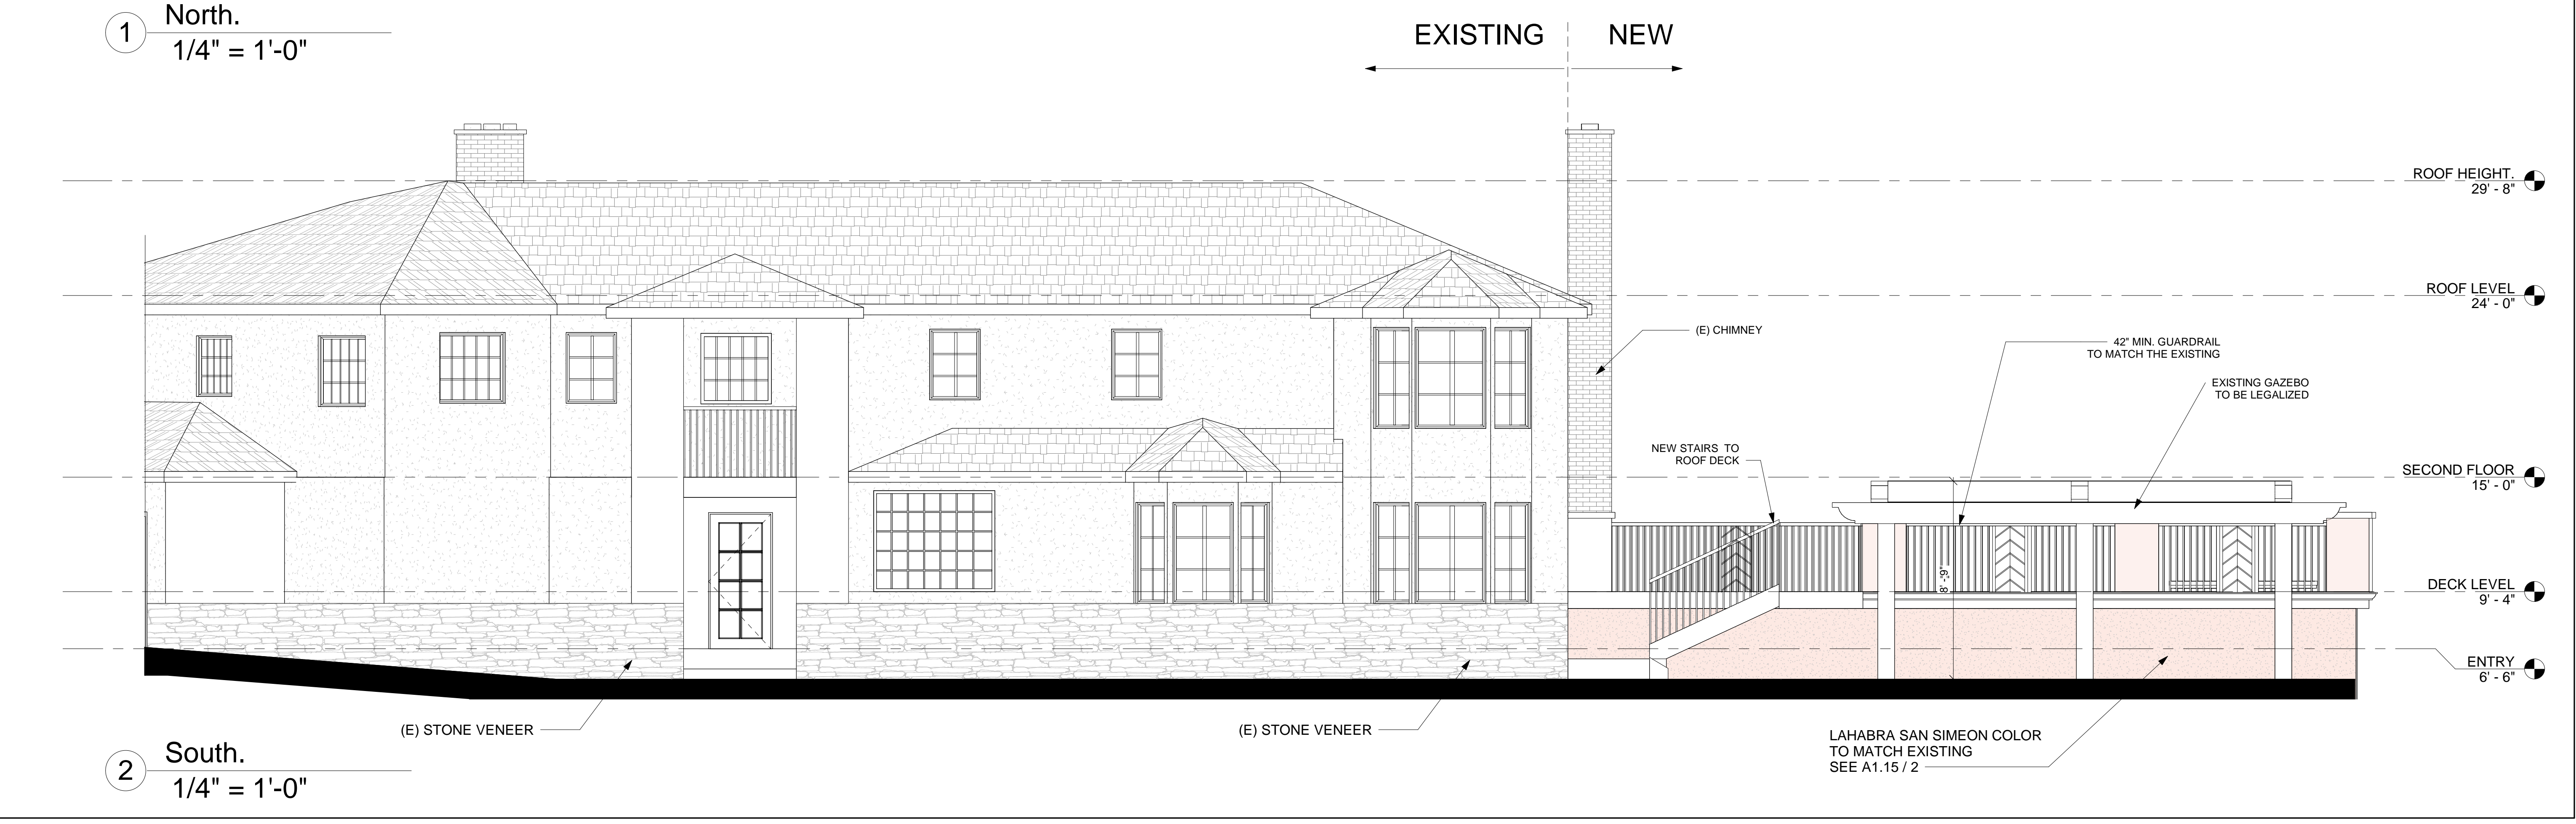 1
North.
1/4" = 1'-0"
EXISTING
NEW
ROOF HEIGHT.
29' - 8"
ROOF LEVEL
24' - 0"
(E) CHIMNEY
42" MIN. GUARDRAIL
TO MATCH THE EXISTING
EXISTING GAZEBO
TO BE LEGALIZED
NEW STAIRS TO
ROOF DECK
SECOND FLOOR
15' - 0"
8' - 9"
DECK LEVEL
9' - 4"
ENTRY
6' - 6"
(E) STONE VENEER
(E) STONE VENEER
LAHABRA SAN SIMEON COLOR
TO MATCH EXISTING
SEE A1.15 / 2
2
South.
1/4" = 1'-0"